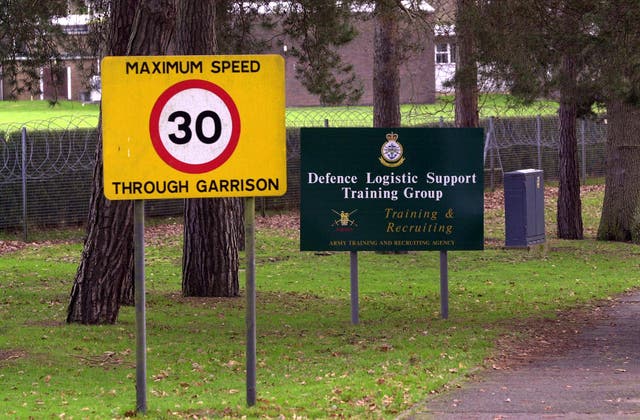 MAXIMUM SPEED
30
THROUGH GARRISON
Defence Logistic Support
Training Group
Training &
Recruiting
ARMY TRAINING AND RECRUITING AGENCY